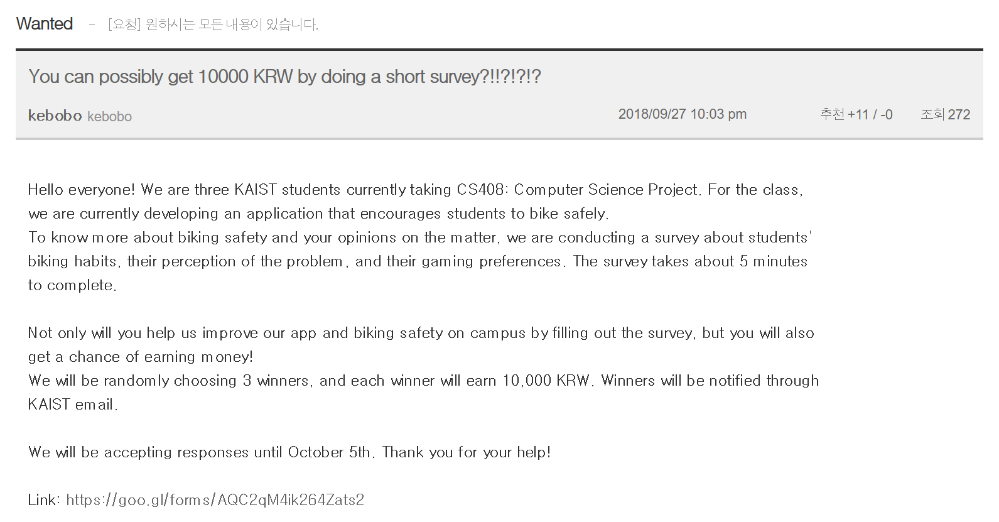 Wanted - [요청] 원하시는 모든 내용이 있습니다.
You can possibly get 10000 KRW by doing a short survey?!!?!?!?
kebobo kebobo 2018/09/27 10:03 pm 추천 +11 / -0 조회 272
Hello everyone! We are three KAIST students currently taking CS408: Computer Science Project. For the class,
we are currently developing an application that encourages students to bike safely.
To know more about biking safety and your opinions on the matter, we are conducting a survey about students'
biking habits, their perception of the problem, and their gaming preferences. The survey takes about 5 minutes
to complete.
Not only will you help us improve our app and biking safety on campus by filling out the survey, but you will also
get a chance of earning money!
We will be randomly choosing 3 winners, and each winner will earn 10,000 KRW. Winners will be notified through
KAIST email.
We will be accepting responses until October 5th. Thank you for your help!
Link: https://goo.gl/forms/AQC2qM4ik264Zats2